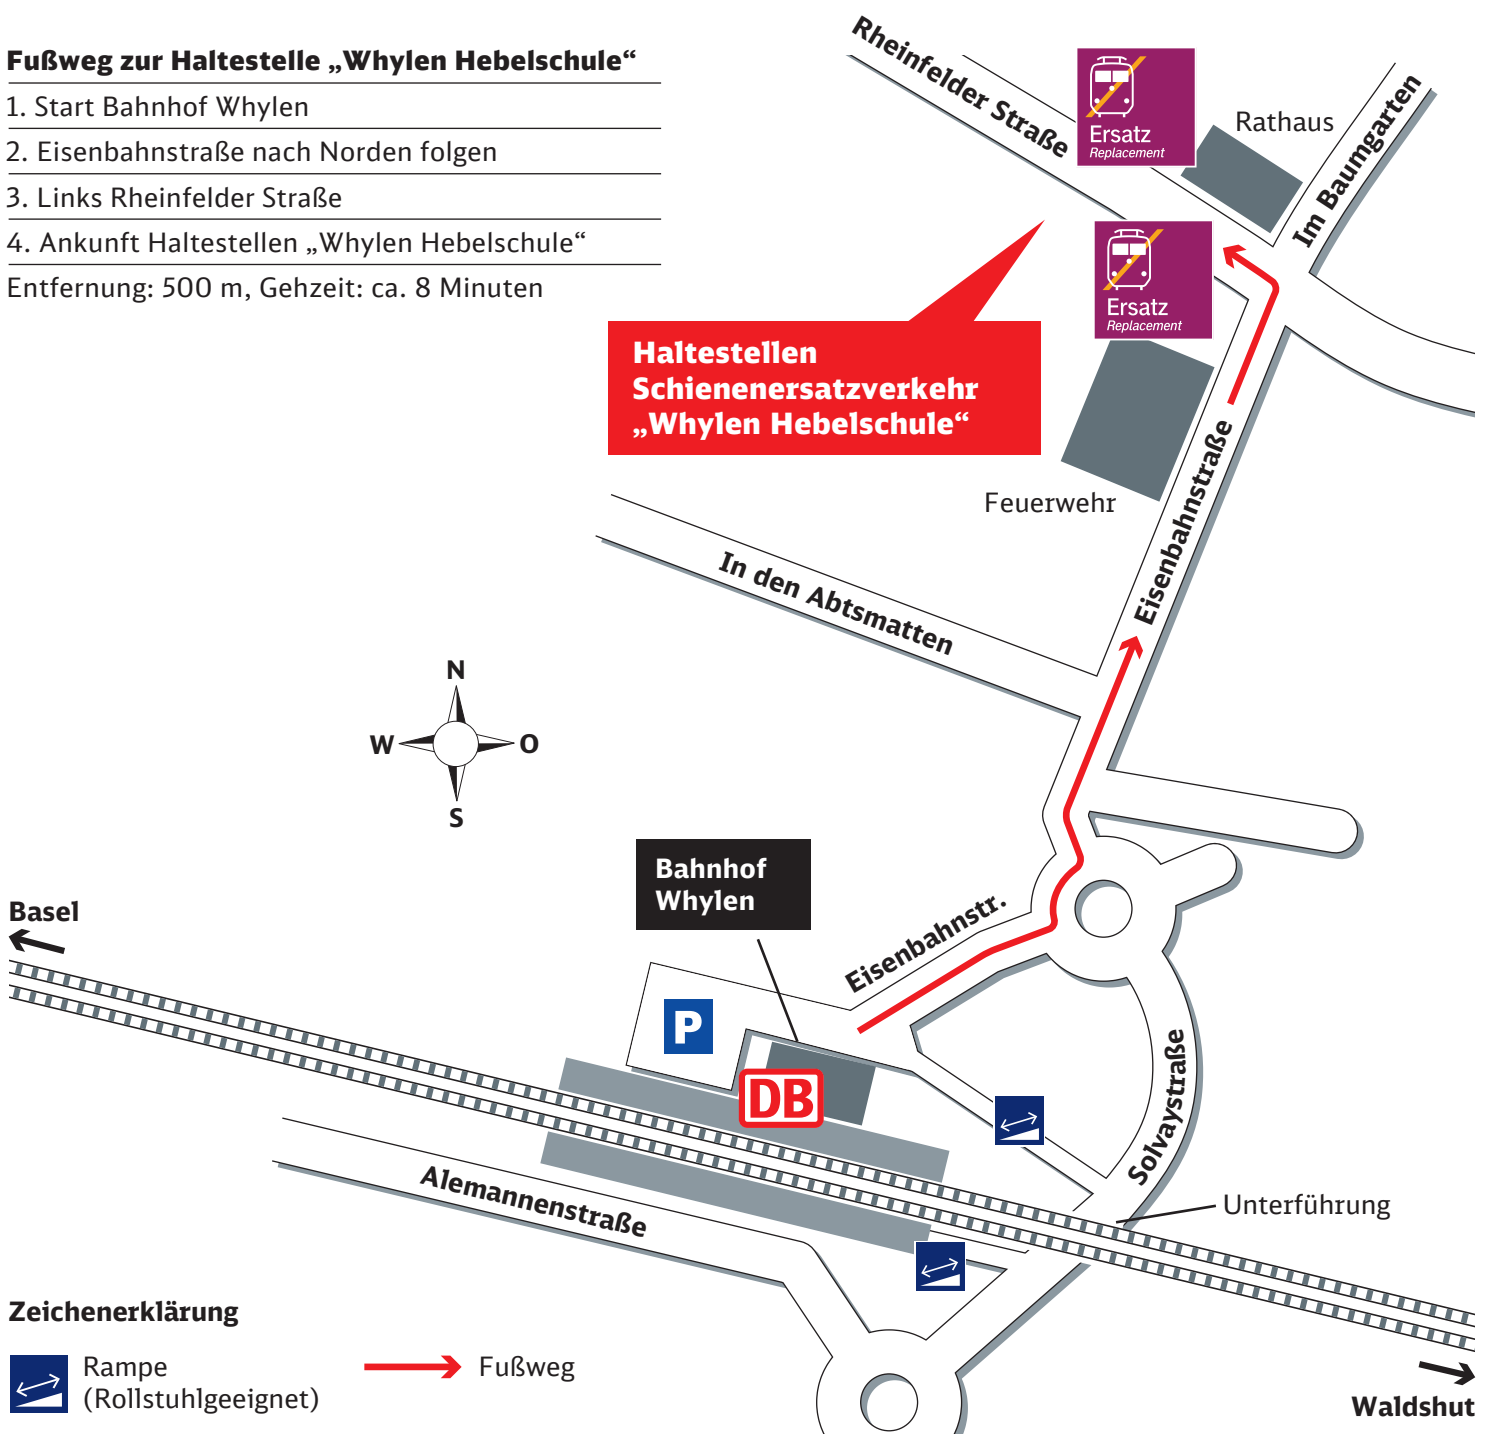 Fußweg zur Haltestelle „Whylen Hebelschule“
1. Start Bahnhof Whylen
2. Eisenbahnstraße nach Norden folgen
3. Links Rheinfelder Straße
4. Ankunft Haltestellen „Whylen Hebelschule“
Entfernung: 500 m, Gehzeit: ca. 8 Minuten
Rheinfelder Straße
Ersatz
Replacement
Rathaus
Im Baumgarten
Ersatz
Replacement
Haltestellen
Schienenersatzverkehr
„Whylen Hebelschule“
Feuerwehr
Eisenbahnstraße
In den Abtsmatten
N
W
O
S
Bahnhof
Whylen
Eisenbahnstr.
Basel
P
DB
Solvaystraße
Alemannenstraße
Unterführung
Zeichenerklärung
Rampe
(Rollstuhlgeeignet)
Fußweg
Waldshut